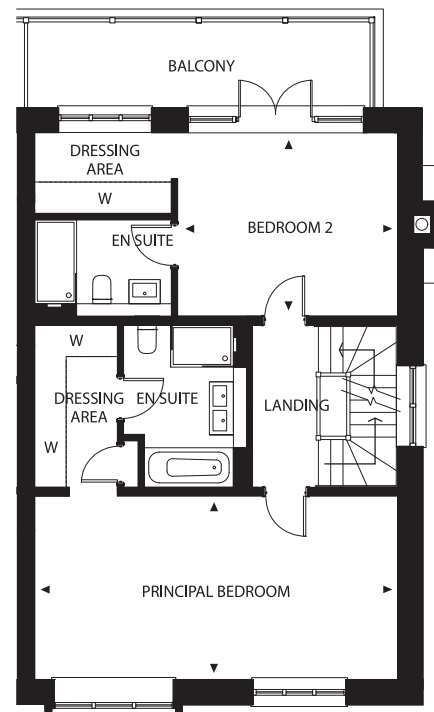 BALCONY
DRESSING
AREA
W
EN SUITE
BEDROOM 2
W
DRESSING
AREA
EN SUITE
LANDING
W
PRINCIPAL BEDROOM